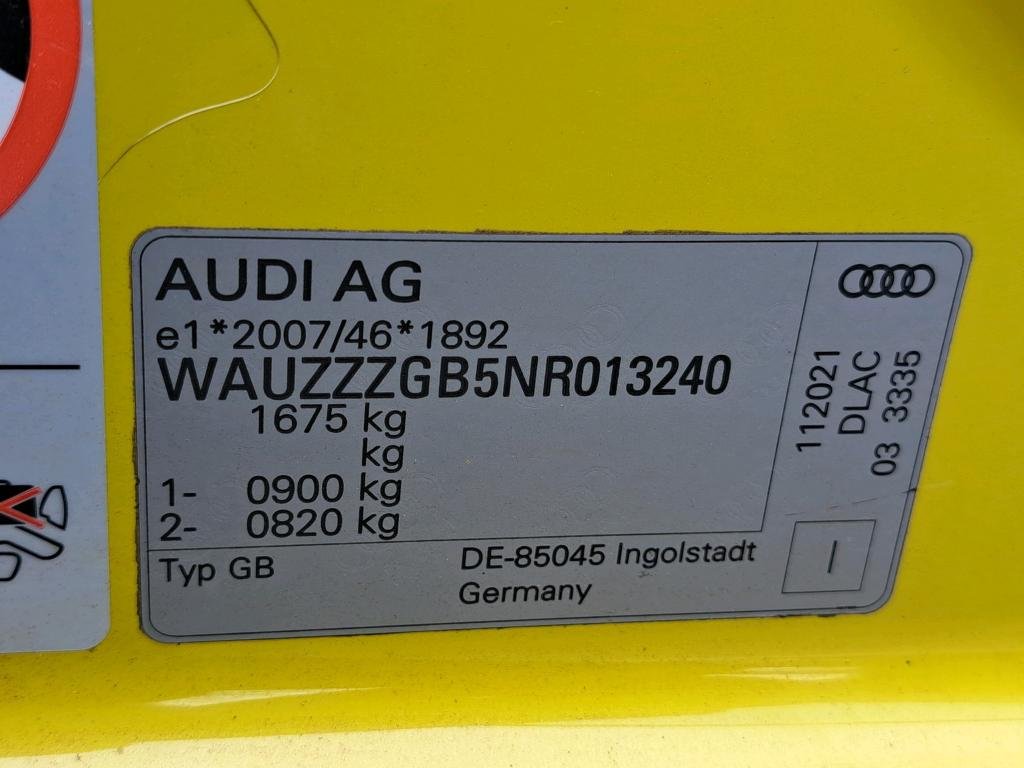 AUDI AG
e1*2007/46*1892
WAUZZZGB5NR013240
1675 kg
kg
1- 0900 kg
2- 0820 kg
Typ GB
DE-85045 Ingolstadt
Germany
112021
DLAC
03 3335
I